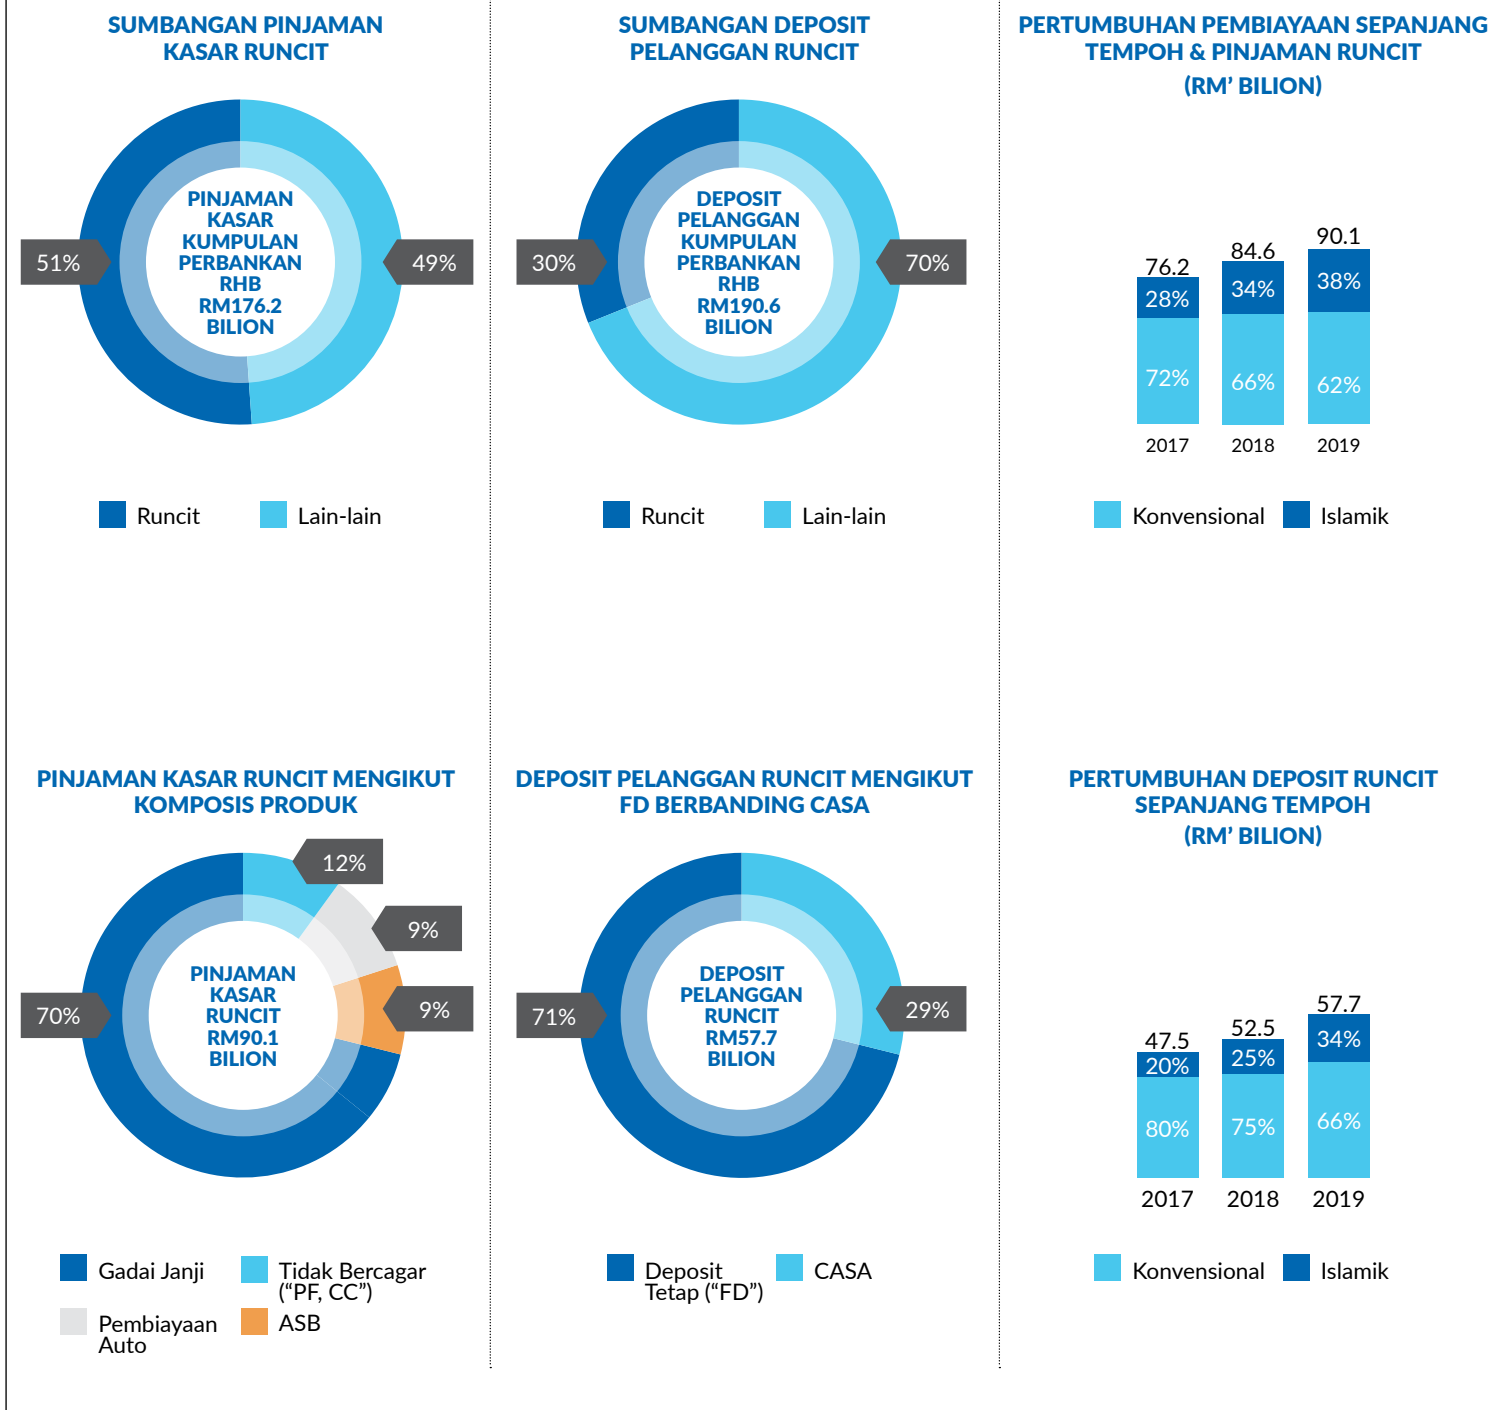 SUMBANGAN PINJAMAN
KASAR RUNCIT
51%
PINJAMAN
KASAR
KUMPULAN
PERBANKAN
RHB
RM176.2
BILION
49%
Runcit
Lain-lain
SUMBANGAN DEPOSIT
PELANGGAN RUNCIT
30%
DEPOSIT
PELANGGAN
KUMPULAN
PERBANKAN
RHB
RM190.6
BILION
70%
Runcit
Lain-lain
PERTUMBUHAN PEMBIAYAAN SEPANJANG
TEMPOH & PINJAMAN RUNCIT
(RM' BILION)
76.2
28%
72%
2017
84.6
34%
66%
2018
90.1
38%
62%
2019
Konvensional
Islamik
PINJAMAN KASAR RUNCIT MENGIKUT
KOMPOSIS PRODUK
12%
9%
9%
70%
PINJAMAN
KASAR
RUNCIT
RM90.1
BILION
Gadai Janji
Tidak Bercagar
(“PF, CC”)
Pembiayaan
Auto
ASB
DEPOSIT PELANGGAN RUNCIT MENGIKUT
FD BERBANDING CASA
71%
DEPOSIT
PELANGGAN
RUNCIT
RM57.7
BILION
29%
Deposit
Tetap (“FD”)
CASA
PERTUMBUHAN DEPOSIT RUNCIT
SEPANJANG TEMPOH
(RM' BILION)
47.5
20%
80%
2017
52.5
25%
75%
2018
57.7
34%
66%
2019
Konvensional
Islamik